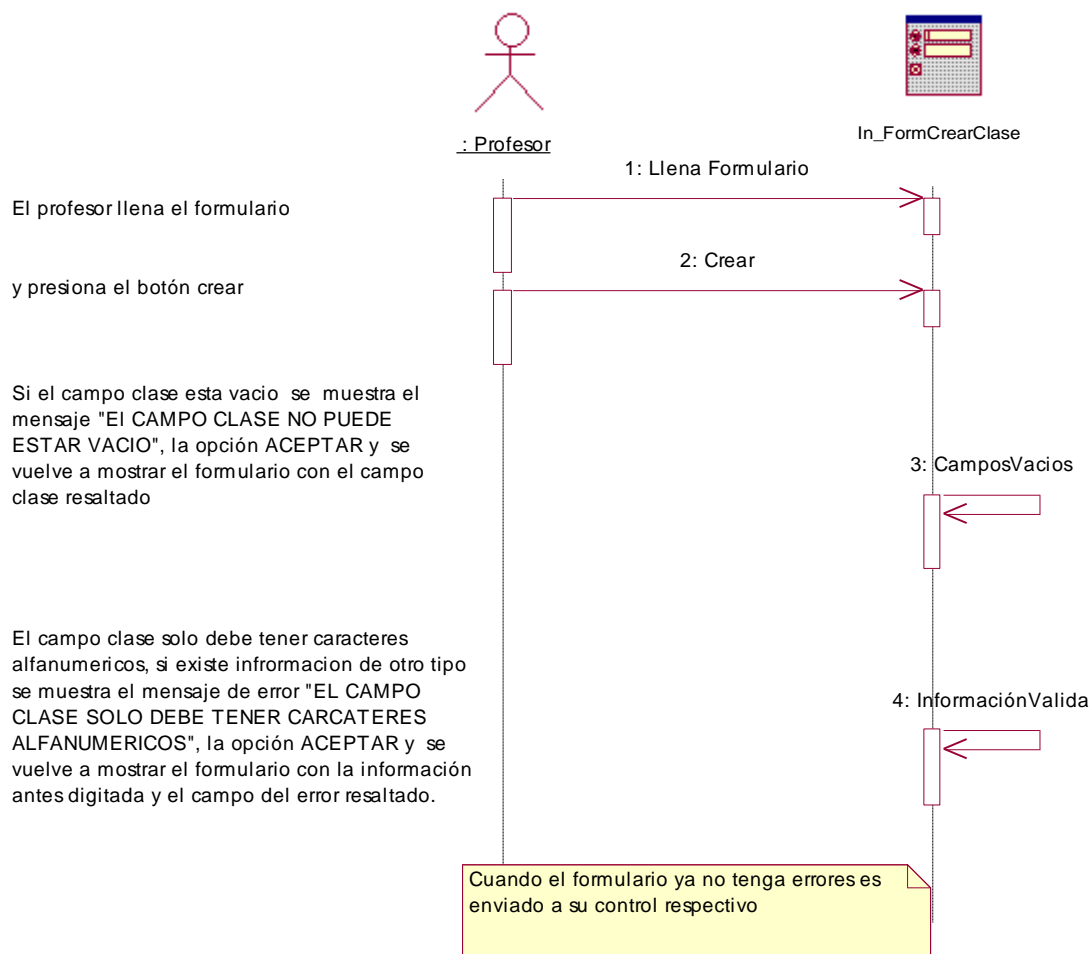 : Profesor
In_FormCrearClase
1: Llena Formulario
El profesor llena el formulario
2: Crear
y presiona el botón crear
Si el campo clase esta vacio se muestra el
mensaje "El CAMPO CLASE NO PUEDE
ESTAR VACIO", la opción ACEPTAR y se
vuelve a mostrar el formulario con el campo
clase resaltado
3: CamposVacios
El campo clase solo debe tener caracteres
alfanumericos, si existe infrormacion de otro tipo
se muestra el mensaje de error "EL CAMPO
CLASE SOLO DEBE TENER CARCATERES
ALFANUMERICOS", la opción ACEPTAR y se
vuelve a mostrar el formulario con la información
antes digitada y el campo del error resaltado.
4: InformaciónValida
Cuando el formulario ya no tenga errores es
enviado a su control respectivo